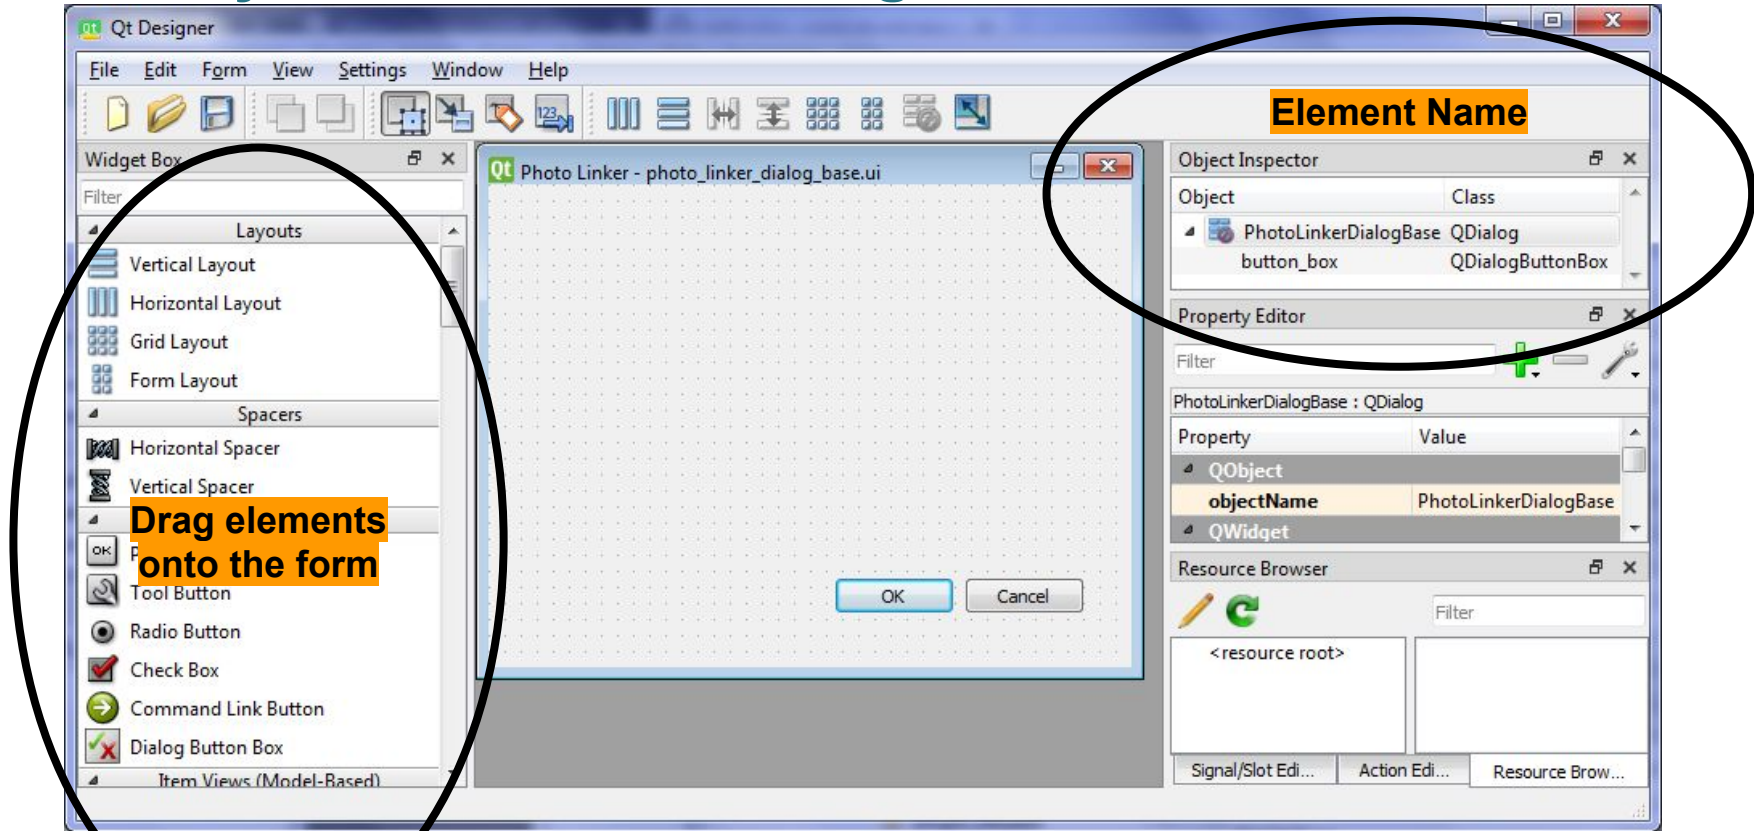 Qt Designer
File Edit Form View Settings Window Help
Element Name
Widget Box
Filter
Layouts
Vertical Layout
Horizontal Layout
Grid Layout
Form Layout
Spacers
Horizontal Spacer
Vertical Spacer
Drag elements
onto the form
Tool Button
Radio Button
Check Box
Command Link Button
Dialog Button Box
Item Views (Model-Based)
Photo Linker - photo_linker_dialog_base.ui
OK Cancel
Object Inspector
Object Class
PhotoLinkerDialogBase QDialog
button_box QDialogButtonBox
Property Editor
Filter
PhotoLinkerDialogBase : QDialog
Property Value
QObject
objectName PhotoLinkerDialogBase
QWidget
Resource Browser
Filter
<resource root>
Signal/Slot Edi... Action Edi... Resource Brow...